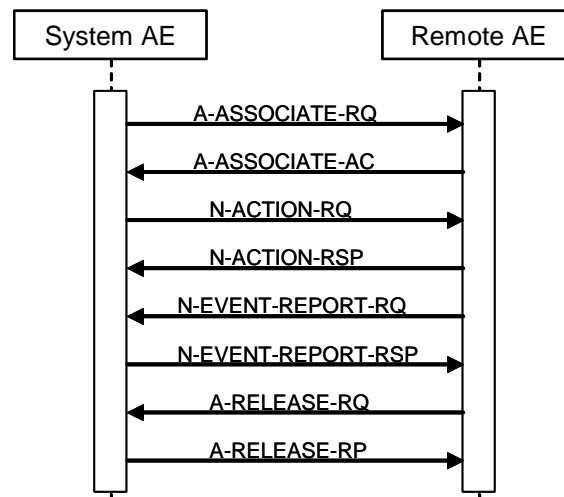 System AE
Remote AE
A-ASSOCIATE-RQ
A-ASSOCIATE-AC
N-ACTION-RQ
N-ACTION-RSP
N-EVENT-REPORT-RQ
N-EVENT-REPORT-RSP
A-RELEASE-RQ
A-RELEASE-RP